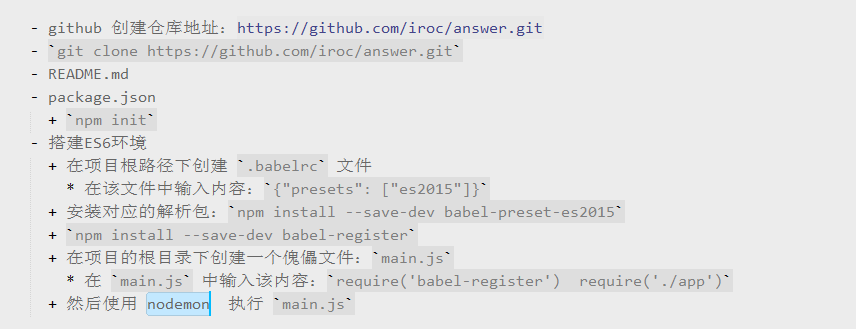 - github 创建仓库地址：https://github.com/iroc/answer.git
- `git clone https://github.com/iroc/answer.git`
- README.md
- package.json
+ `npm init`
- 搭建ES6环境
+ 在项目根路径下创建 `.babelrc` 文件
* 在该文件中输入内容：`{"presets": ["es2015"]}`
+ 安装对应的解析包：`npm install --save-dev babel-preset-es2015`
+ `npm install --save-dev babel-register`
+ 在项目的根目录下创建一个傀儡文件：`main.js`
* 在 `main.js` 中输入该内容：`require('babel-register')  require('./app')`
+ 然后使用 nodemon  执行 `main.js`